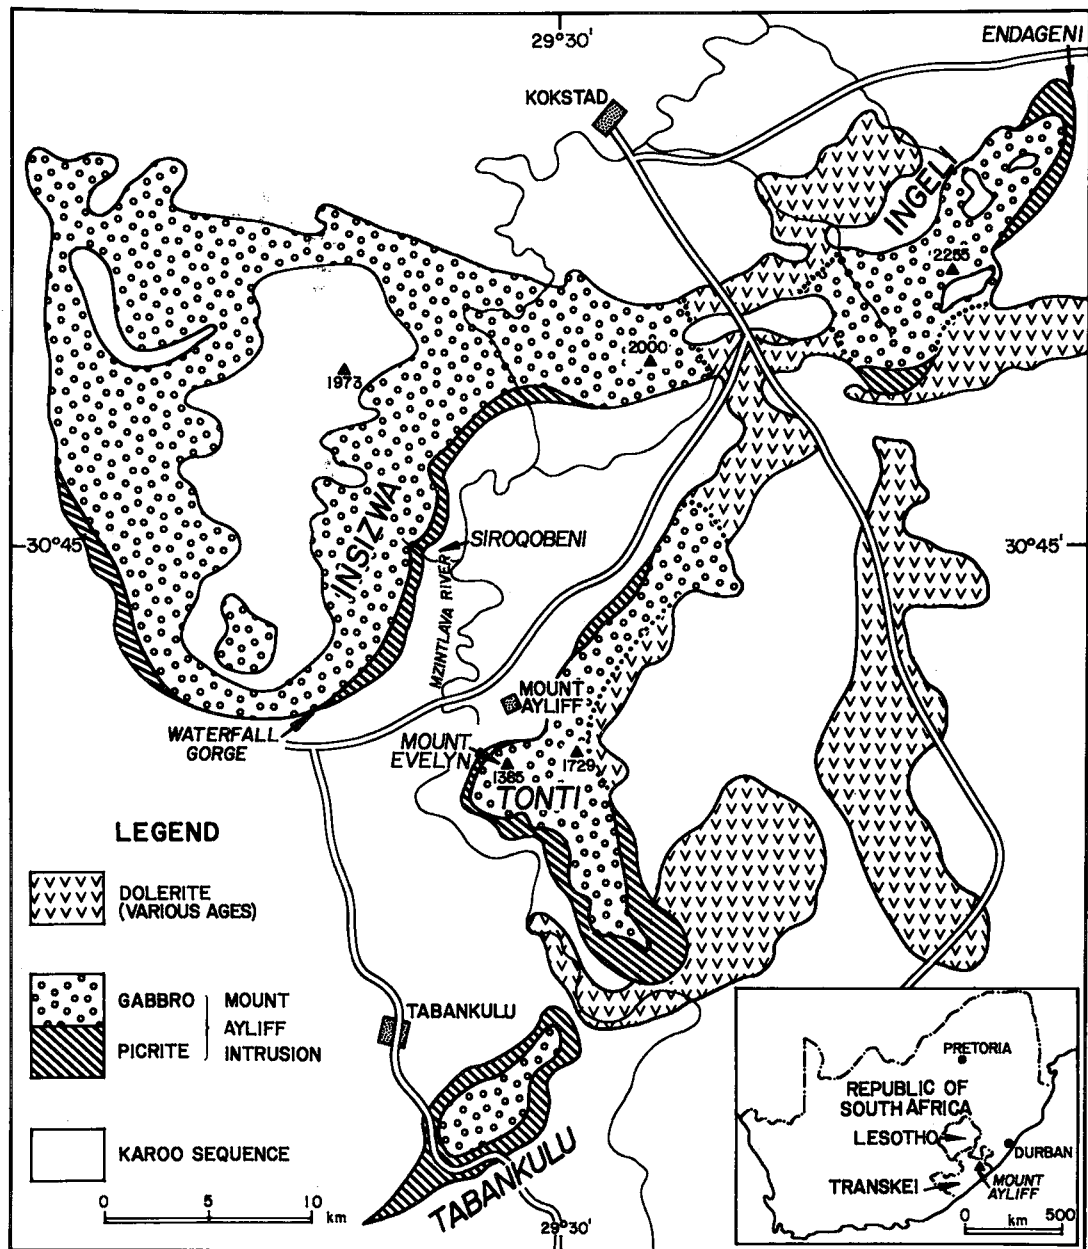 29°30'
ENDAGENI
KOKSTAD
INGELI
2255
2000
1973
INSIZWA
SIROQOBENI
30°45'
30°45'
MZINTLAVA RIVER
MOUNT
AYLIFF
WATERFALL
GORGE
MOUNT
EVELYN
1729
1385
TONTI
LEGEND
DOLERITE
(VARIOUS AGES)
GABBRO
PICRITE
MOUNT
AYLIFF
INTRUSION
KAROO SEQUENCE
0 5 10
km
TABANKULU
TABANKULU
29°30'
PRETORIA
REPUBLIC OF
SOUTH AFRICA
LESOTHO
DURBAN
TRANSKEI
MOUNT
AYLIFF
0 500
km